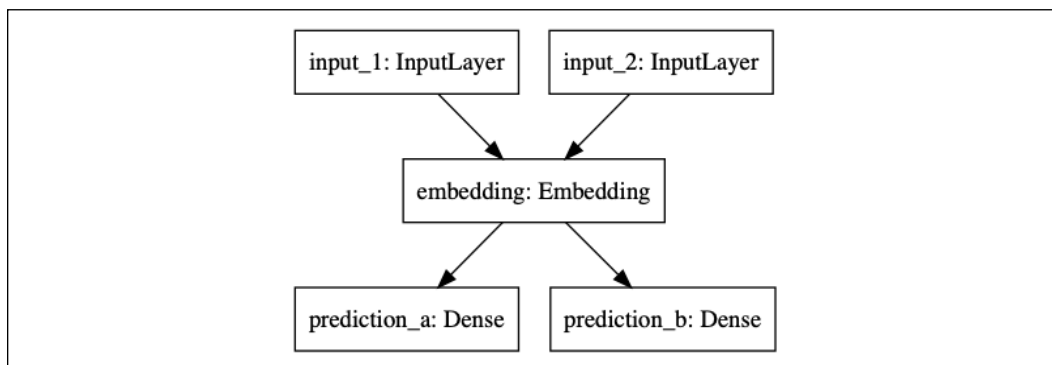 input_1: InputLayer
input_2: InputLayer
embedding: Embedding
prediction_a: Dense
prediction_b: Dense